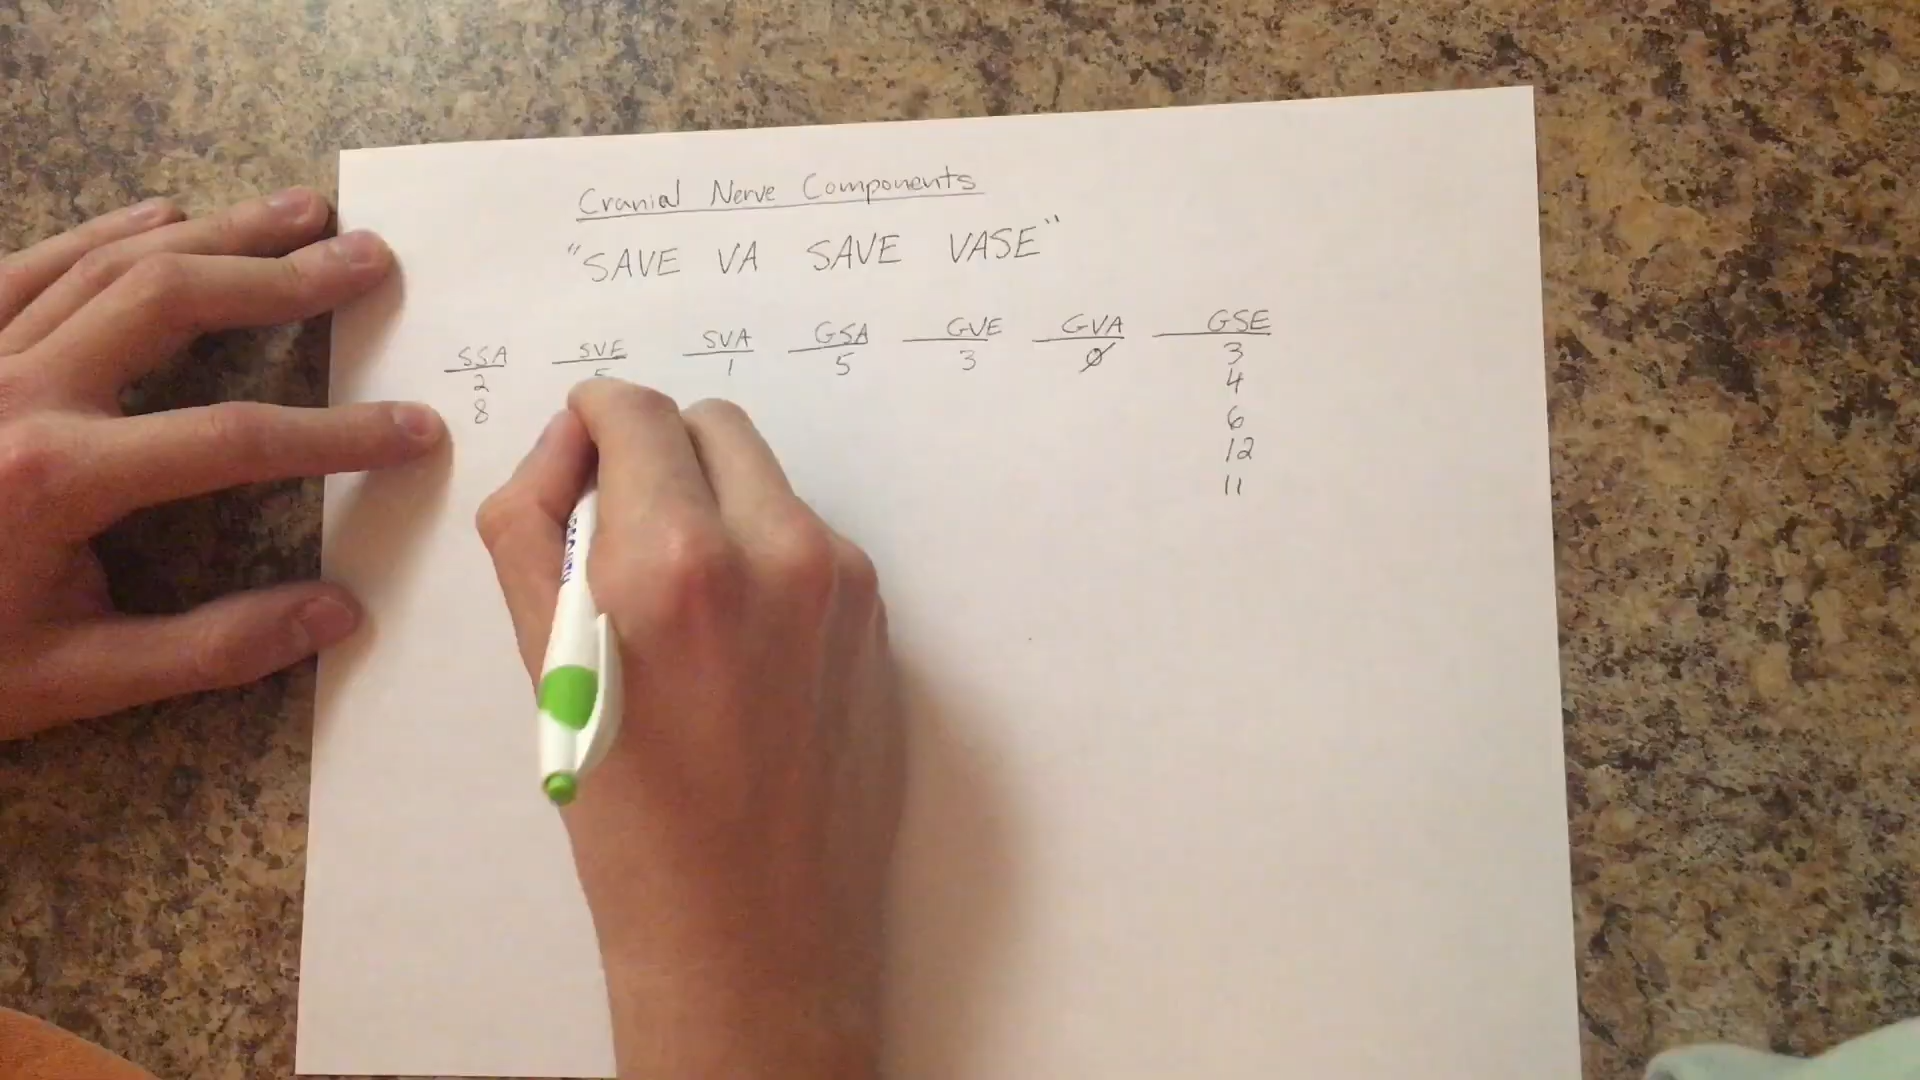 Cranial Nerve Components
"SAVE VA SAVE VASE"
SSA SVE SVA GSA GVE GVA GSE
2 5 1 5 3 Ø 3
8 4
6
12
11